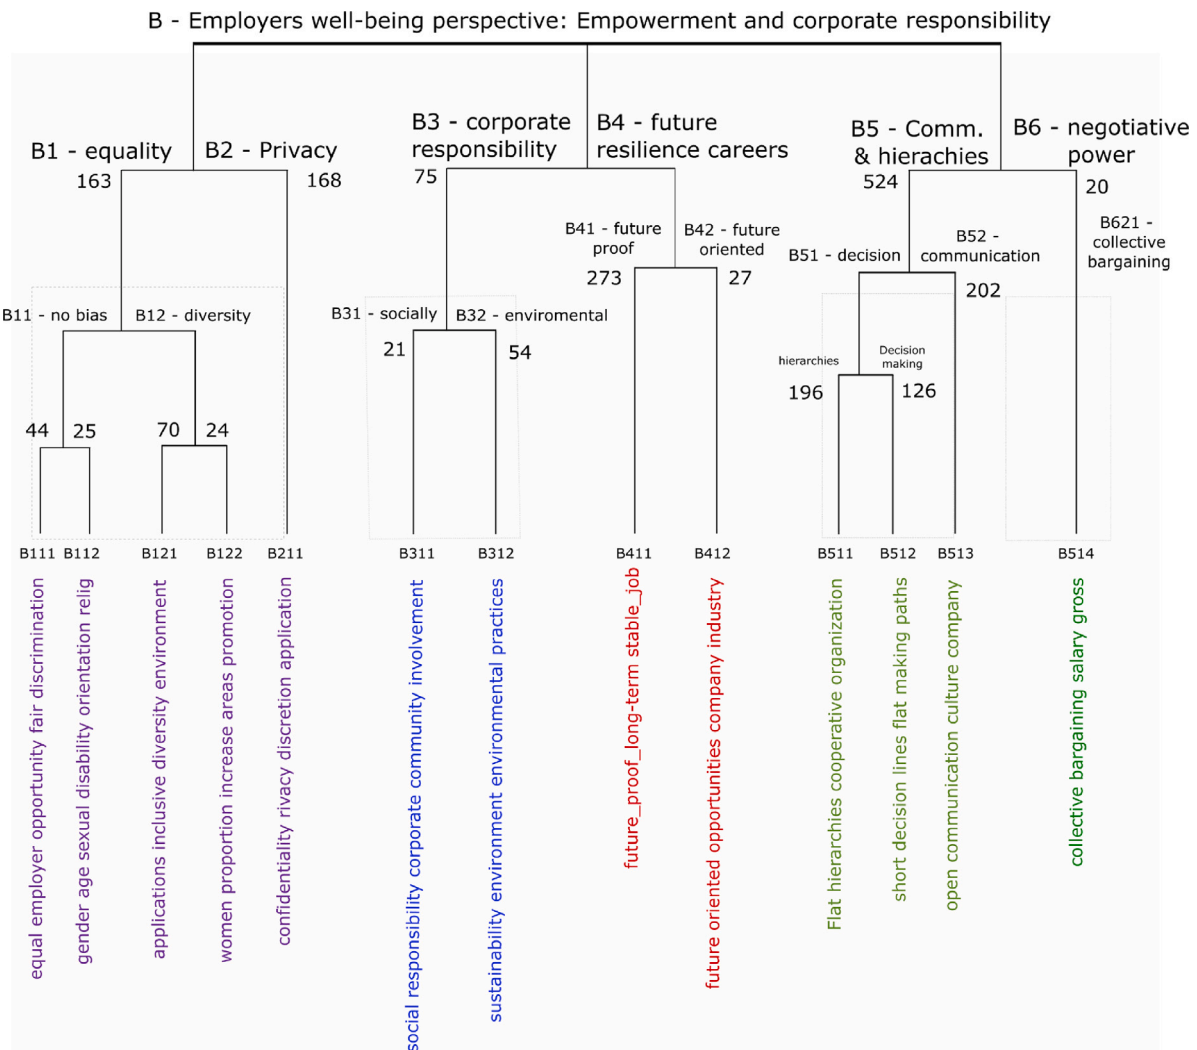 B - Employers well-being perspective: Empowerment and corporate responsibility
B1 - equality
B2 - Privacy
163
168
B3 - corporate
responsibility
75
B4 - future
resilience careers
B5 - Comm.
& hierachies
524
B6 - negotiative
power
20
B41 - future
proof
273
B42 - future
oriented
27
B51 - decision
B52 -
communication
202
B621 -
collective
bargaining
B11 - no bias
B12 - diversity
B31 - socially
21
B32 - enviromental
54
hierarchies
196
Decision
making
126
44
25
70
24
B111
B112
B121
B122
B211
B311
B312
B411
B412
B511
B512
B513
B514
equal employer opportunity fair discrimination
gender age sexual disability orientation relig
applications inclusive diversity environment
women proportion increase areas promotion
confidentiality rivacy discretion application
social responsibility corporate community involvement
sustainability environment environmental practices
future_proof_long-term stable_job
future oriented opportunities company industry
Flat hierarchies cooperative organization
short decision lines flat making paths
open communication culture company
collective bargaining salary gross